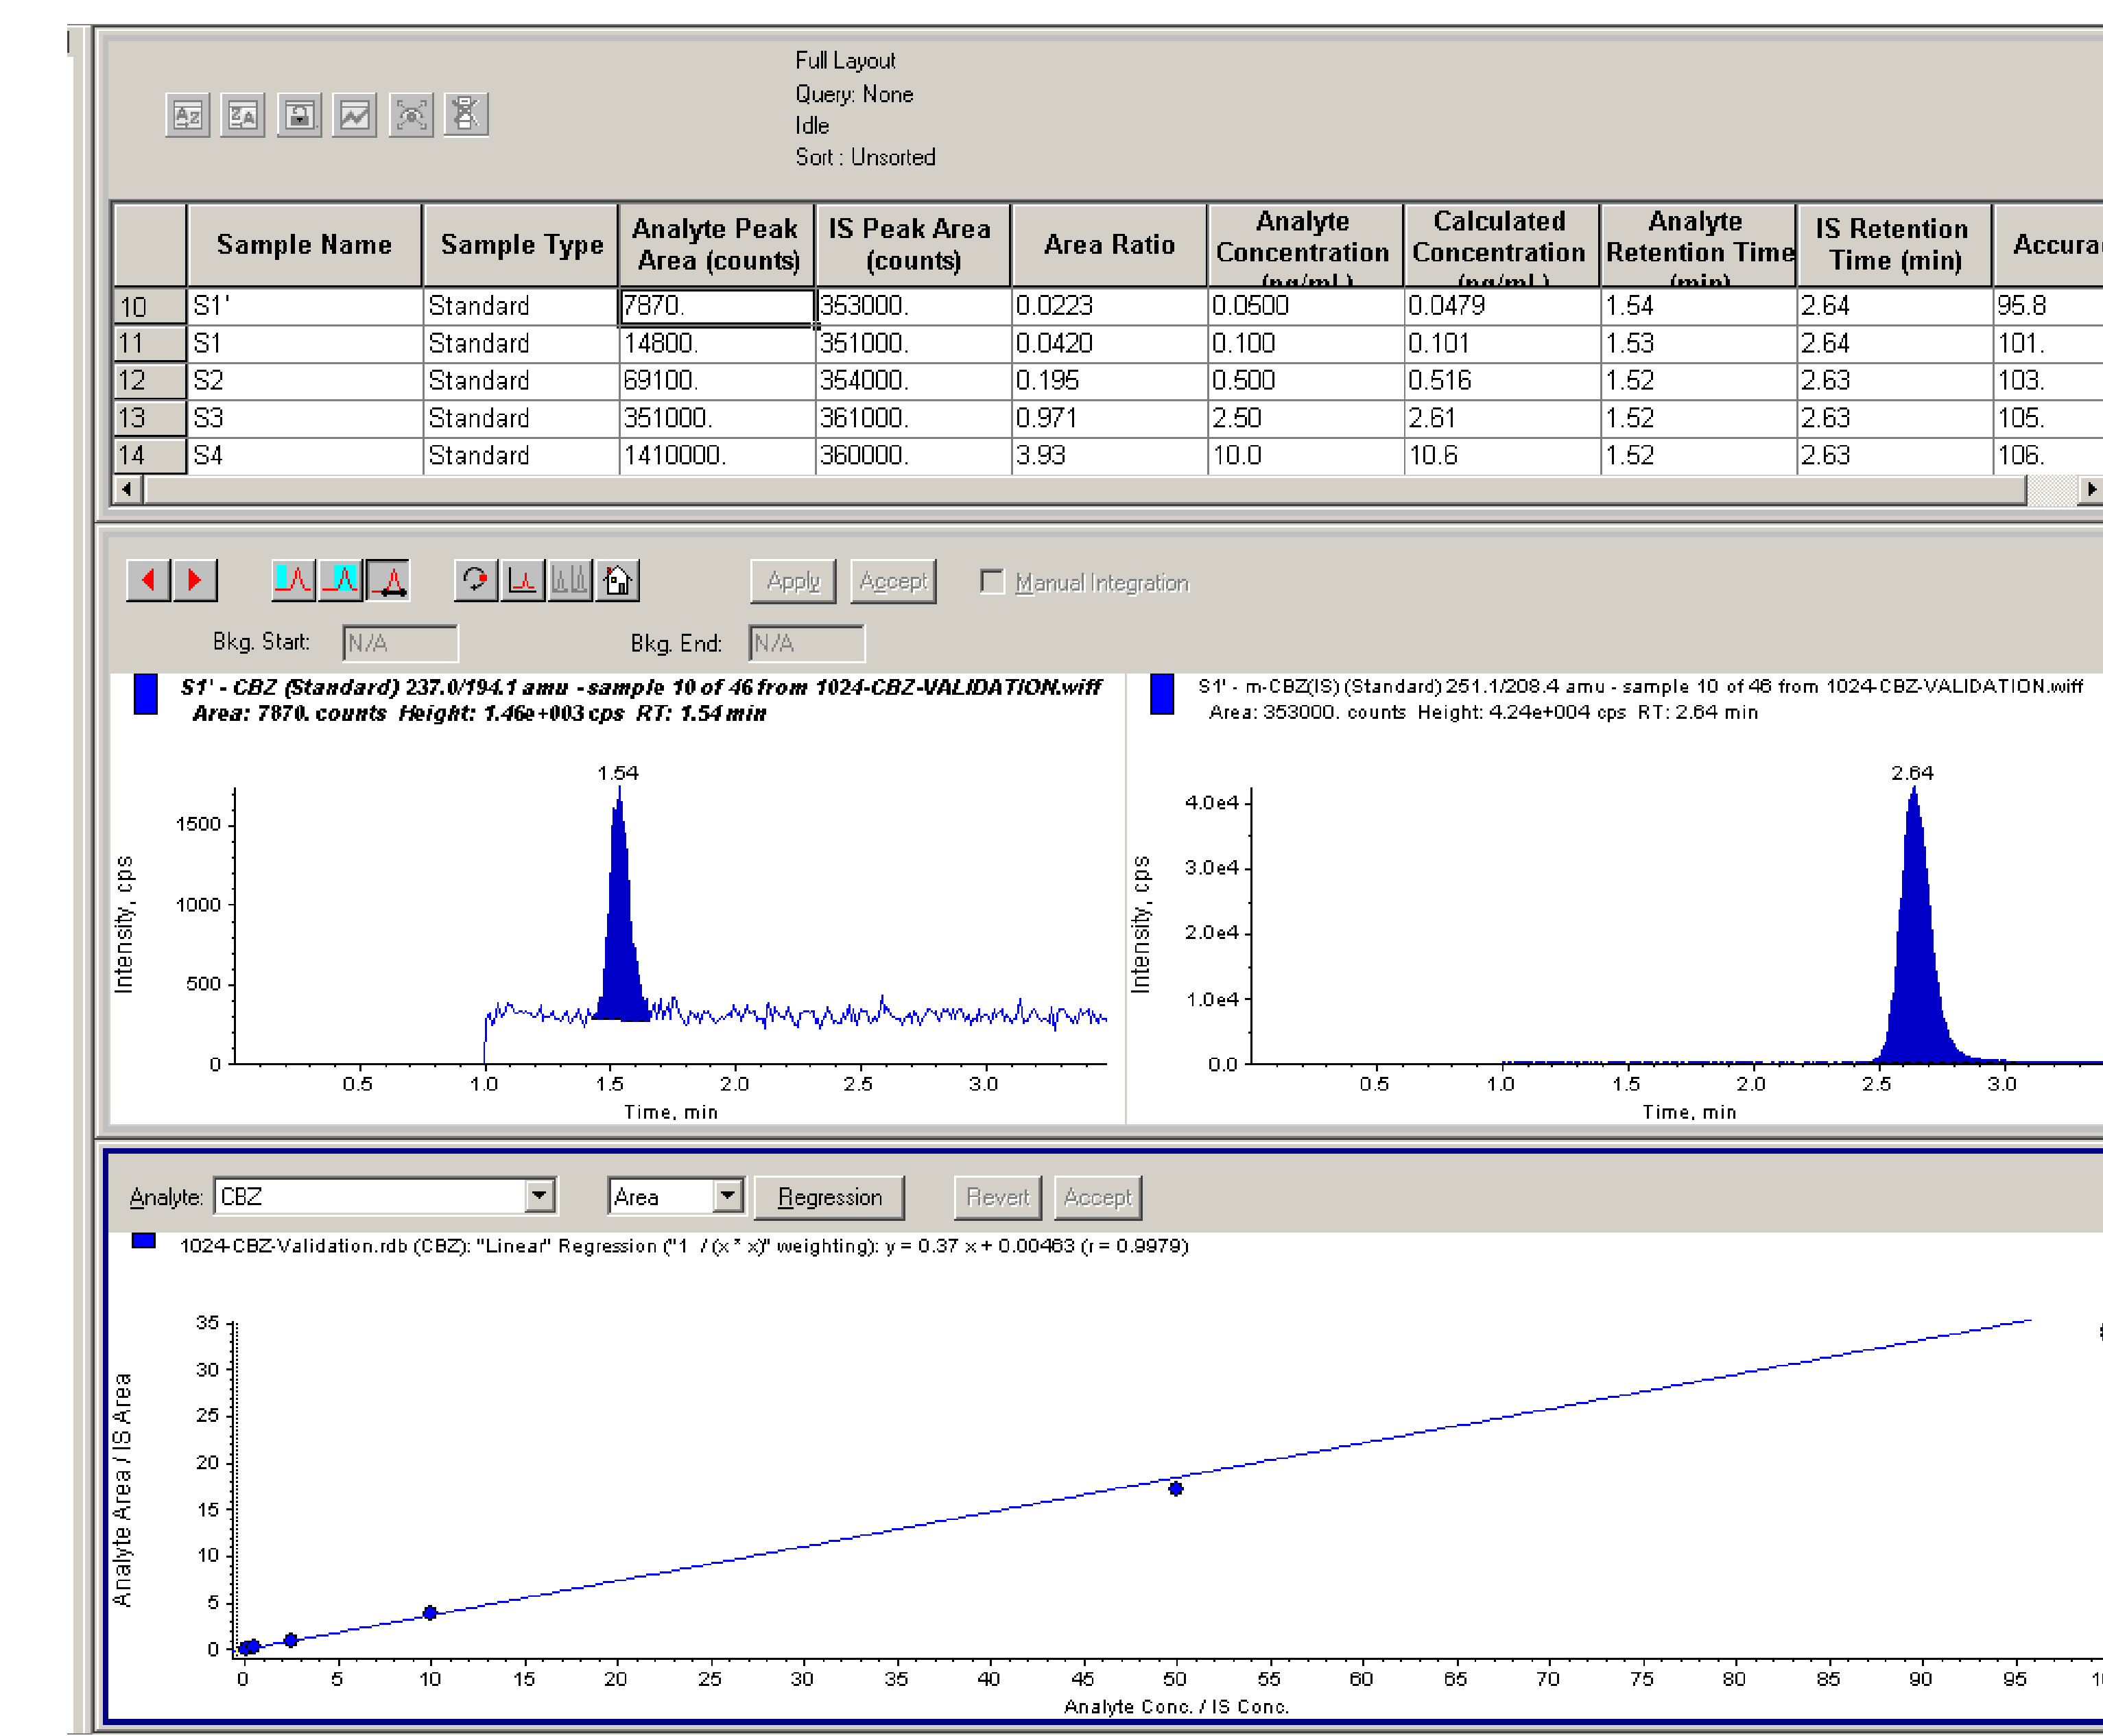 Full Layout
Query: None
Idle
Sort : Unsorted
Sample Name Sample Type Analyte Peak Area (counts) IS Peak Area (counts) Area Ratio Analyte Concentration (ng/mL) Calculated Concentration (ng/mL) Analyte Retention Time (min) IS Retention Time (min) Accura
10 S1' Standard 7870. 353000. 0.0223 0.0500 0.0479 1.54 2.64 95.8
11 S1 Standard 14800. 351000. 0.0420 0.100 0.101 1.53 2.64 101.
12 S2 Standard 69100. 354000. 0.195 0.500 0.516 1.52 2.63 103.
13 S3 Standard 351000. 361000. 0.971 2.50 2.61 1.52 2.63 105.
14 S4 Standard 1410000. 360000. 3.93 10.0 10.6 1.52 2.63 106.
Apply Accept Manual Integration
Bkg. Start: N/A Bkg. End: N/A
S1' - CBZ (Standard) 237.0/194.1 amu - sample 10 of 46 from 1024-CBZ-VALIDATION.wiff
Area: 7870. counts Height: 1.46e+003 cps RT: 1.54 min
1.54
1500
1000
500
0
Intensity, cps
0.5 1.0 1.5 2.0 2.5 3.0
Time, min
S1' - m-CBZ(IS) (Standard) 251.1/208.4 amu - sample 10 of 46 from 1024-CBZ-VALIDATION.wiff
Area: 353000. counts Height: 4.24e+004 cps RT: 2.64 min
2.64
4.0e4
3.0e4
2.0e4
1.0e4
0.0
Intensity, cps
0.5 1.0 1.5 2.0 2.5 3.0
Time, min
Analyte: CBZ Area Regression Revert Accept
1024-CBZ-Validation.rdb (CBZ): "Linear" Regression ("1 / (x * x)" weighting): y = 0.37 x + 0.00463 (r = 0.9979)
35
30
25
20
15
10
5
0
Analyte Area / IS Area
0 5 10 15 20 25 30 35 40 45 50 55 60 65 70 75 80 85 90 95
Analyte Conc. / IS Conc.